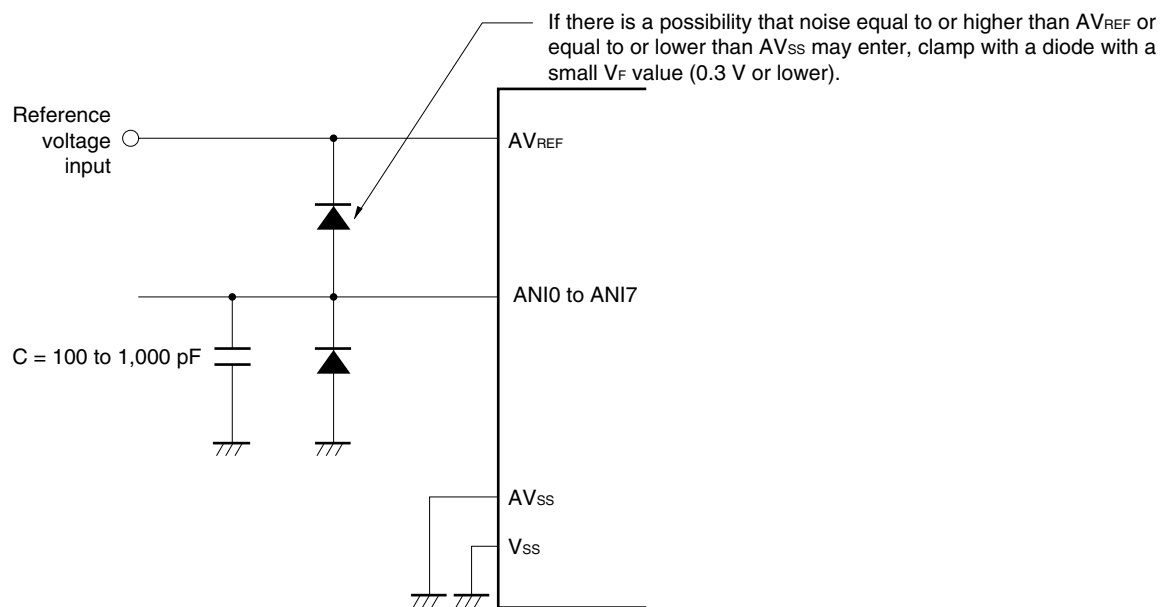 If there is a possibility that noise equal to or higher than AVREF or
equal to or lower than AVSS may enter, clamp with a diode with a
small VF value (0.3 V or lower).
Reference
voltage
input
AVREF
ANI0 to ANI7
C = 100 to 1,000 pF
AVSS
VSS